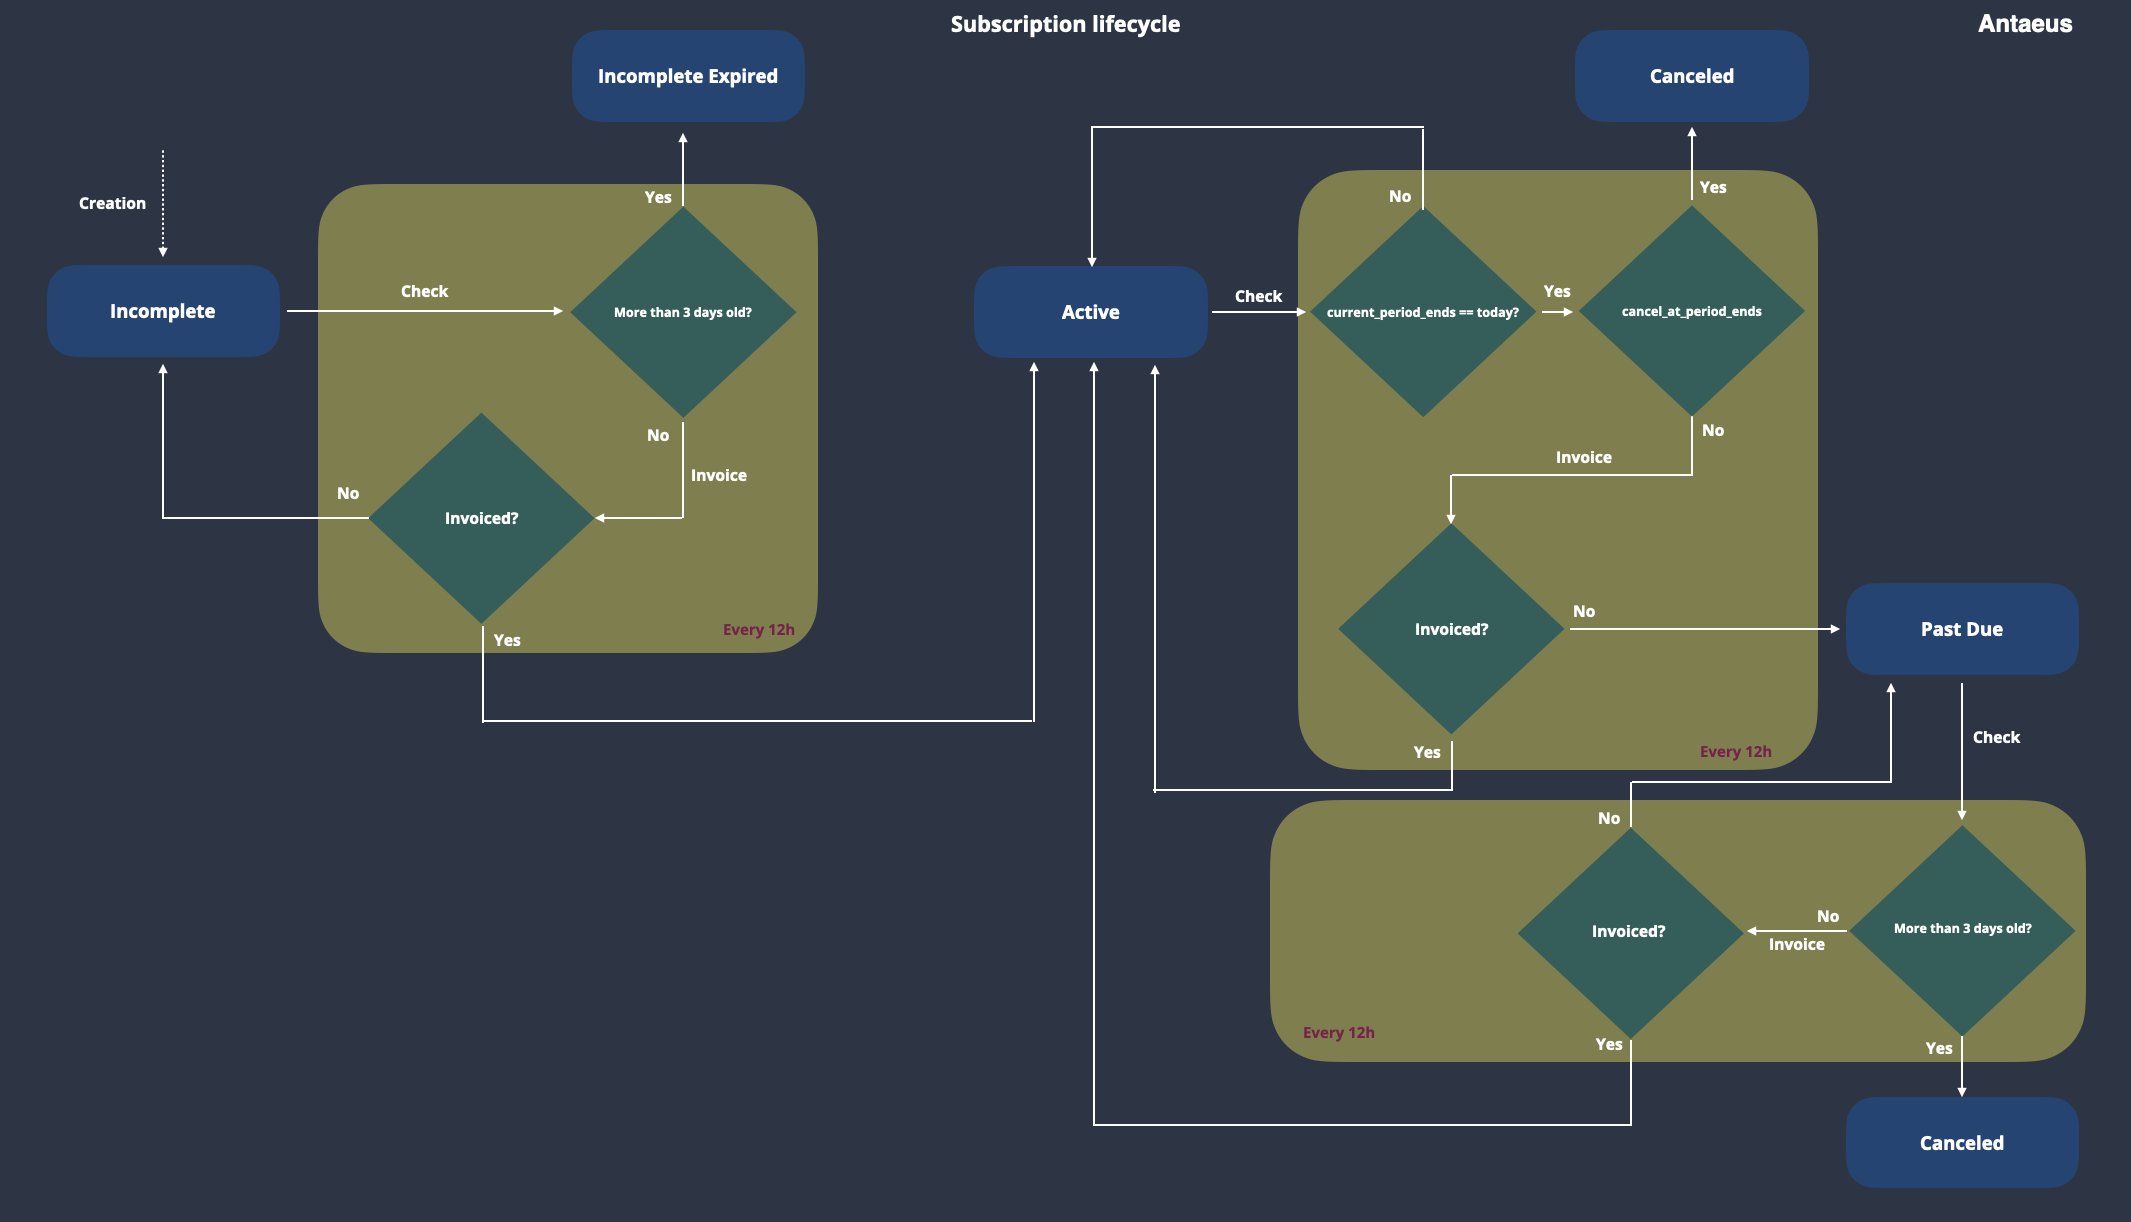 Subscription lifecycle
Antaeus
Incomplete Expired
Canceled
Creation
Yes
No
Yes
Incomplete
Check
More than 3 days old?
Active
Check
current_period_ends == today?
Yes
cancel_at_period_ends
No
Invoice
No
Invoice
No
Invoiced?
Yes
Every 12h
Invoiced?
No
Past Due
Yes
Every 12h
Check
No
Invoiced?
No
Invoice
More than 3 days old?
Every 12h
Yes
Yes
Canceled